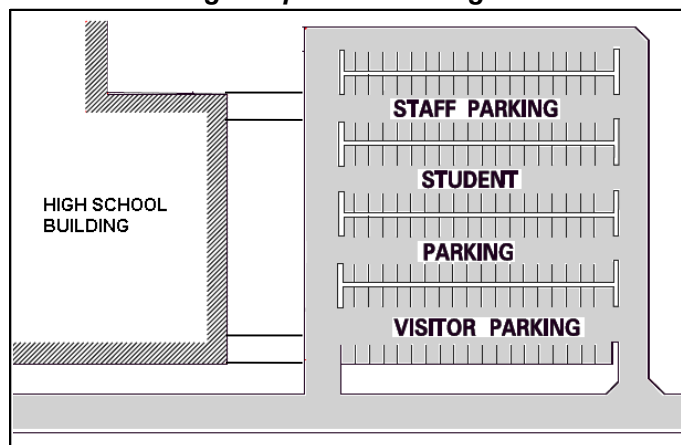 STAFF PARKING
STUDENT
HIGH SCHOOL
BUILDING
PARKING
VISITOR PARKING